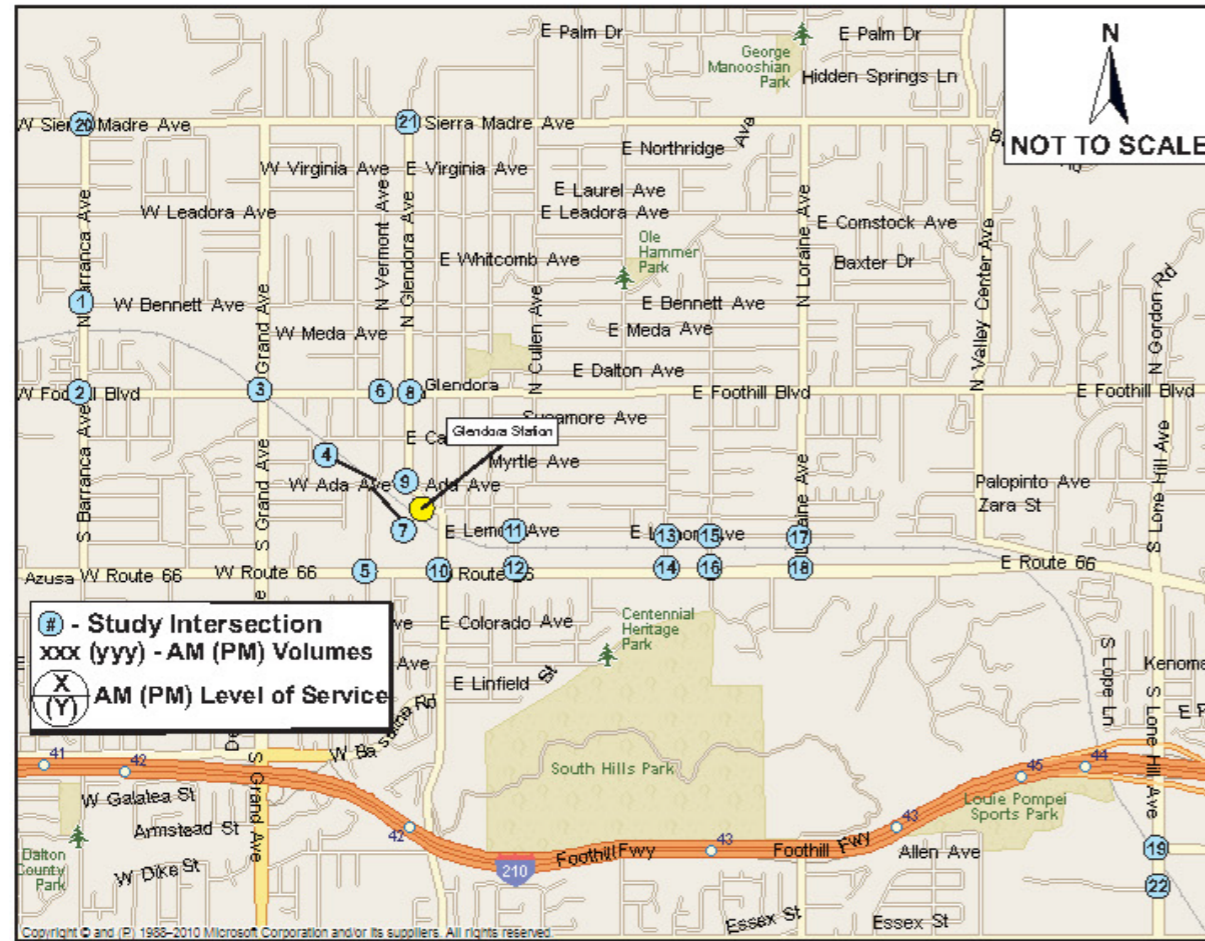 E Palm Dr
E Palm Dr
George
Manooshian
Park
Hidden Springs Ln
N
NOT TO SCALE
20
Madre Ave
21
Sierra Madre Ave
E Northridge Ave
W Virginia Ave
E Virginia Ave
E Laurel Ave
W Leadora Ave
E Leadora Ave
E Comstock Ave
N Vermont Ave
N Glendora Ave
Ole
Hammer
Park
E Whitcomb Ave
Baxter Dr
N Loraine Ave
N Valley Center Ave
N Gordon Rd
1
W Bennett Ave
E Bennett Ave
W Meda Ave
E Meda Ave
Grand Ave
N Cullen Ave
E Dalton Ave
2
3
6
8
Glendora
E Foothill Blvd
E Foothill Blvd
S Barranca Ave
S Grand Ave
Glendora Station
4
Myrtle Ave
W Ada Ave
9
Ada Ave
Palopinto Ave
Zara St
S Lone Hill Ave
7
11
13
15
17
Azusa
W Route 66
W Route 66
5
10
12
14
16
18
E Route 66
# - Study Intersection
xxx (yyy) - AM (PM) Volumes
X
(Y)
AM (PM) Level of Service
E Colorado Ave
Centennial
Heritage
Park
E Linfield St
S Lope Ln
S Lone Hill Ave
41
42
S Grand Ave
South Hills Park
45
44
W Galatea St
Armstead St
42
Louie Pompei
Sports Park
43
43
Dalton
County
Park
W Dike St
210
Foothill Fwy
Foothill Fwy
Allen Ave
19
22
Essex St
Essex St
Copyright © and (P) 1988–2010 Microsoft Corporation and/or its suppliers. All rights reserved.